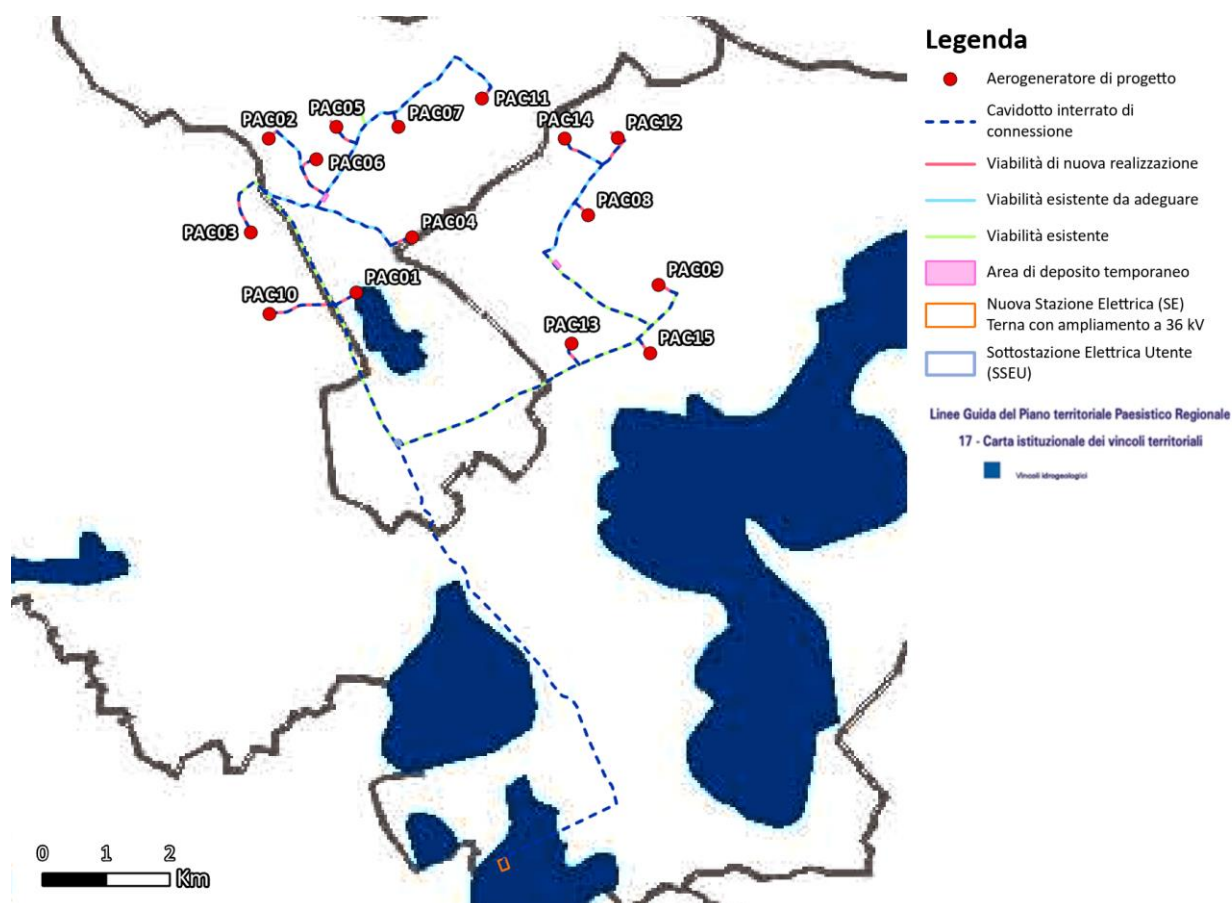 PAC05
PAC02
PAC07
PAC11
PAC14
PAC12
PAC06
PAC08
PAC03
PAC04
PAC09
PAC01
PAC10
PAC13
PAC15
0 1 2
Km
Legenda
Aerogeneratore di progetto
Cavidotto interrato di
connessione
Viabilità di nuova realizzazione
Viabilità esistente da adeguare
Viabilità esistente
Area di deposito temporaneo
Nuova Stazione Elettrica (SE)
Terna con ampliamento a 36 kV
Sottostazione Elettrica Utente
(SSEU)
Linee Guida del Piano territoriale Paesistico Regionale
17 - Carta istituzionale dei vincoli territoriali
Vincoli idrogeologici